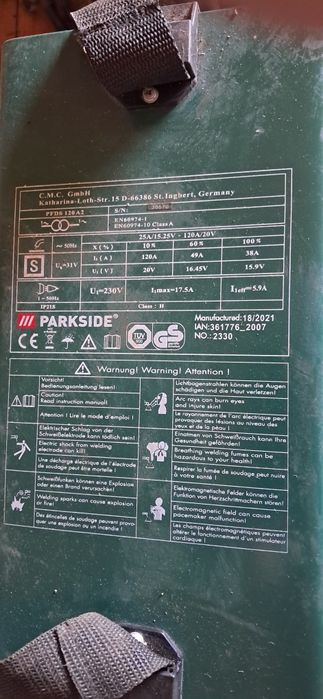 C.M.C. GmbH
Katharina-Loth-Str. 15 D-66386 St. Ingbert, Germany
PFDS 120 A2
S/N:
EN60974-1
EN60974-10 Class A
25A/15.25V - 120A/20V
~ 50Hz
X (%)
10%
60%
100%
S
U₀=31V
I₂ (A)
120A
49A
38A
U₂ (V)
20V
16.45V
15.9V
1 ~ 50Hz
U₁=230V
I₁max=17.5A
I₁eff=5.9A
IP21S
Class : H
/// PARKSIDE®
CE
TÜV
GS
Manufactured: 18/2021
IAN: 361776_2007
NO.: 2330
Warnung! Warning! Attention !
Vorsicht!
Bedienungsanleitung lesen!
Caution!
Read instruction manual!
Attention ! Lire le mode d'emploi !
Elektrischer Schlag von der
Schweißelektrode kann tödlich sein!
Electric shock from welding
electrode can kill!
Une décharge électrique de l'électrode
de soudage peut être mortelle !
Schweißfunken können eine Explosion
oder einen Brand verursachen!
Welding sparks can cause explosion
or fire!
Des étincelles de soudage peuvent provo-
quer une explosion ou un incendie !
Lichtbogenstrahlen können die Augen
schädigen und die Haut verletzen!
Arc rays can burn eyes
and injure skin!
Le rayonnement de l'arc électrique peut
provoquer des lésions au niveau des
yeux et de la peau !
Einatmen von Schweißrauch kann Ihre
Gesundheit gefährden!
Breathing welding fumes can be
hazardous to your health!
Respirer la fumée de soudage peut nuire
à votre santé !
Elektromagnetische Felder können die
Funktion von Herzschrittmachern stören!
Electromagnetic field can cause
pacemaker malfunction!
Les champs électromagnétiques peuvent
altérer le fonctionnement d'un stimulateur
cardiaque !